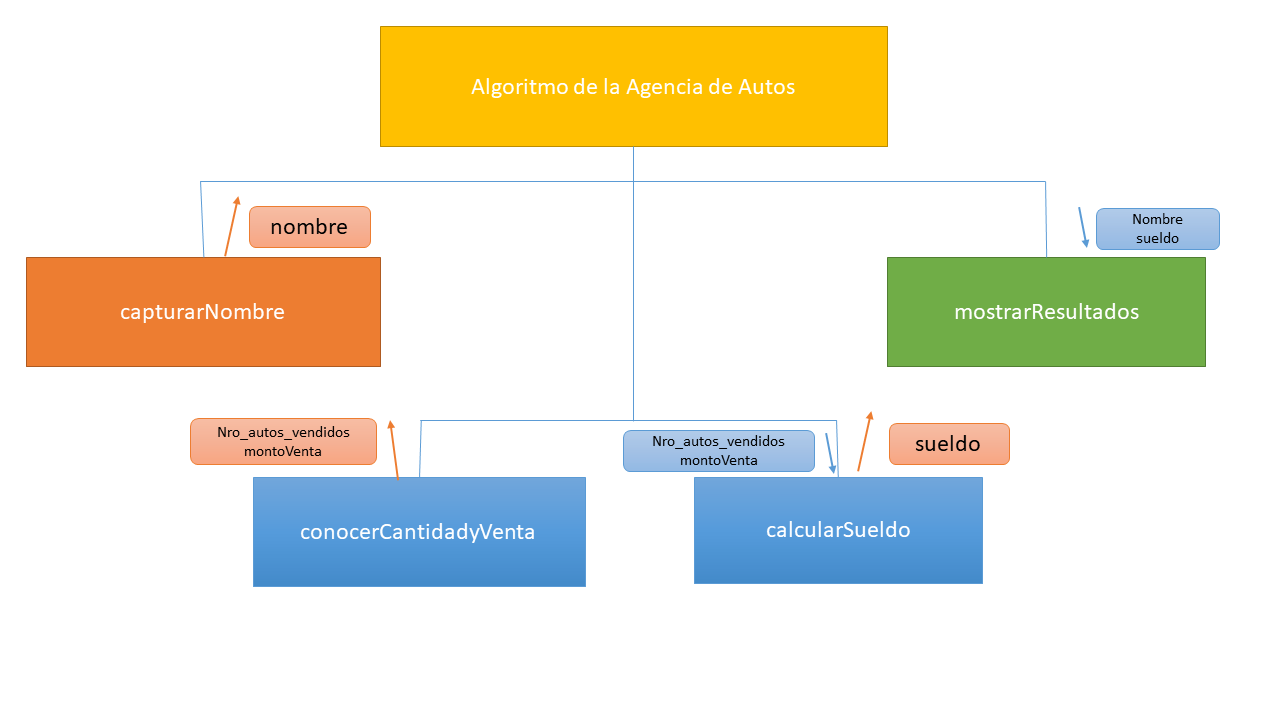 Algoritmo de la Agencia de Autos
nombre
Nombre
sueldo
capturarNombre
mostrarResultados
Nro_autos_vendidos
montoVenta
Nro_autos_vendidos
montoVenta
sueldo
conocerCantidadyVenta
calcularSueldo